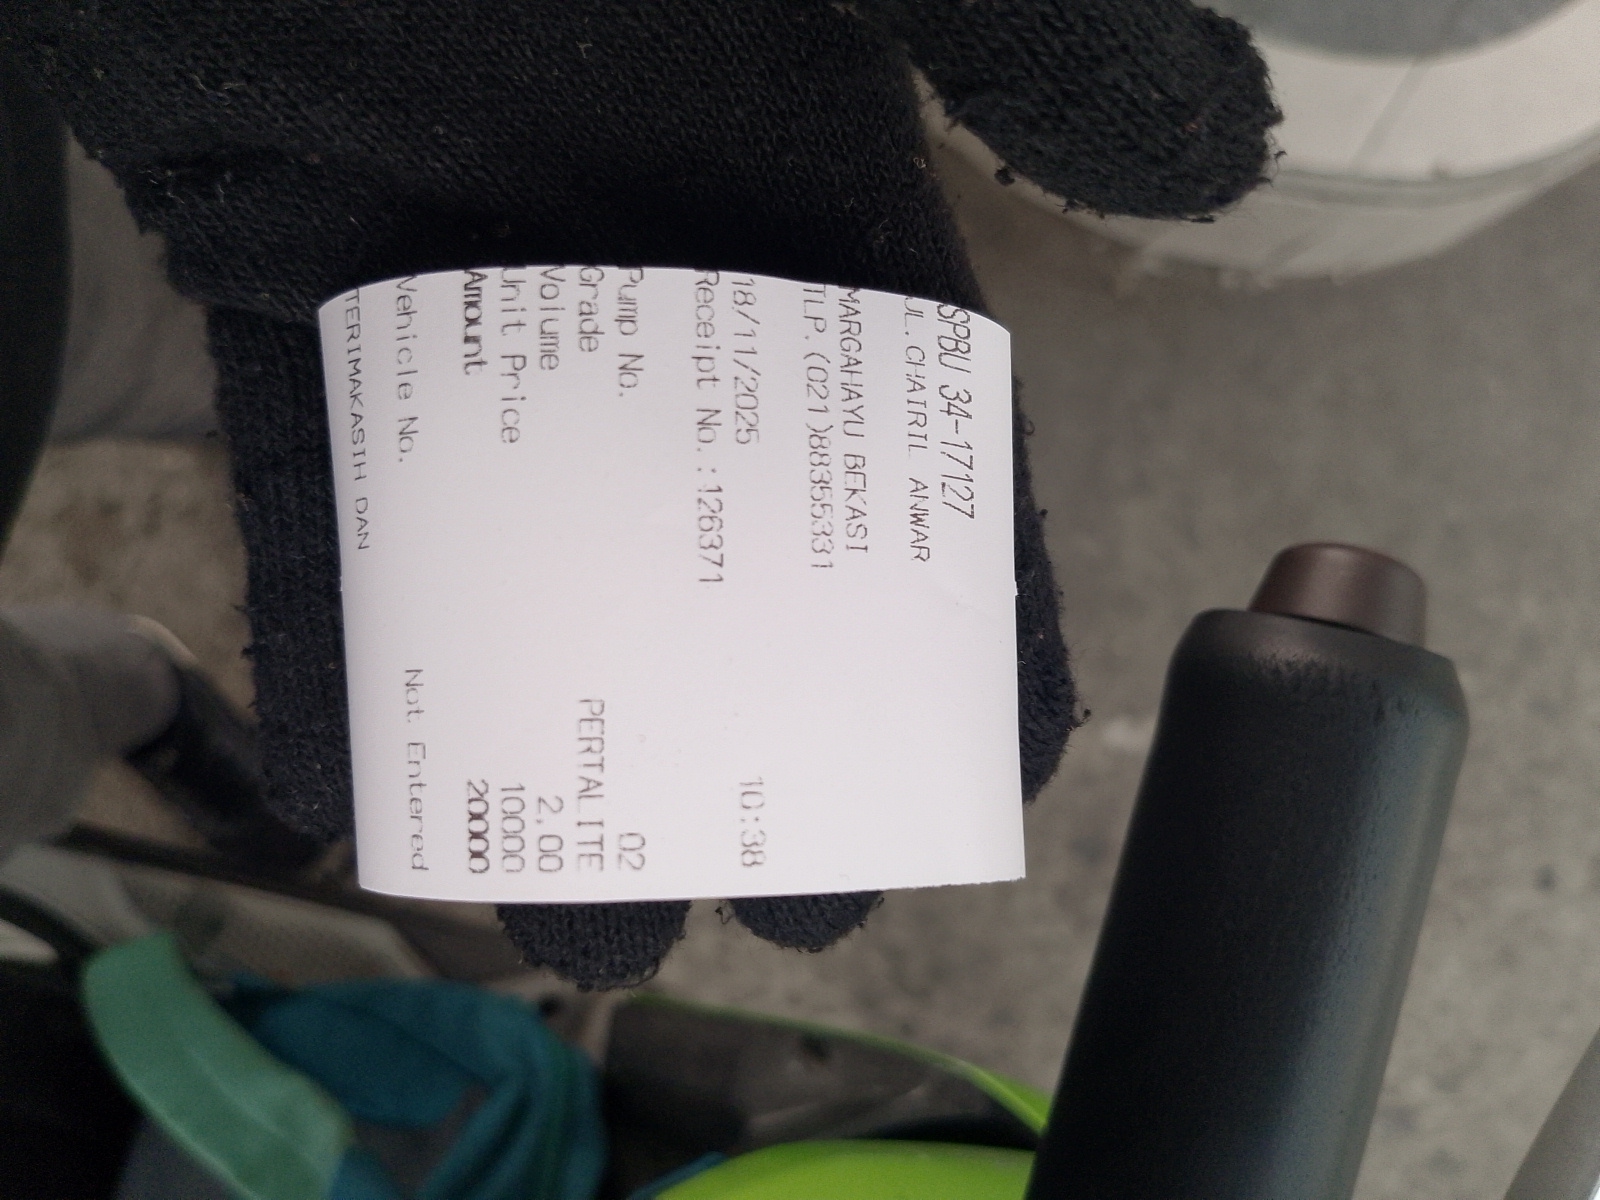 SPBU 34-17127
JL. CHAIRIL ANWAR
MARGAHAYU BEKASI
TLP. (021)88355331
18/11/2025 10:38
Receipt No.:126371
Pump No. 02
Grade PERTALITE
Volume 2.00
Unit Price 10000
Amount 20000
Vehicle No. Not Entered
TERIMAKASIH DAN